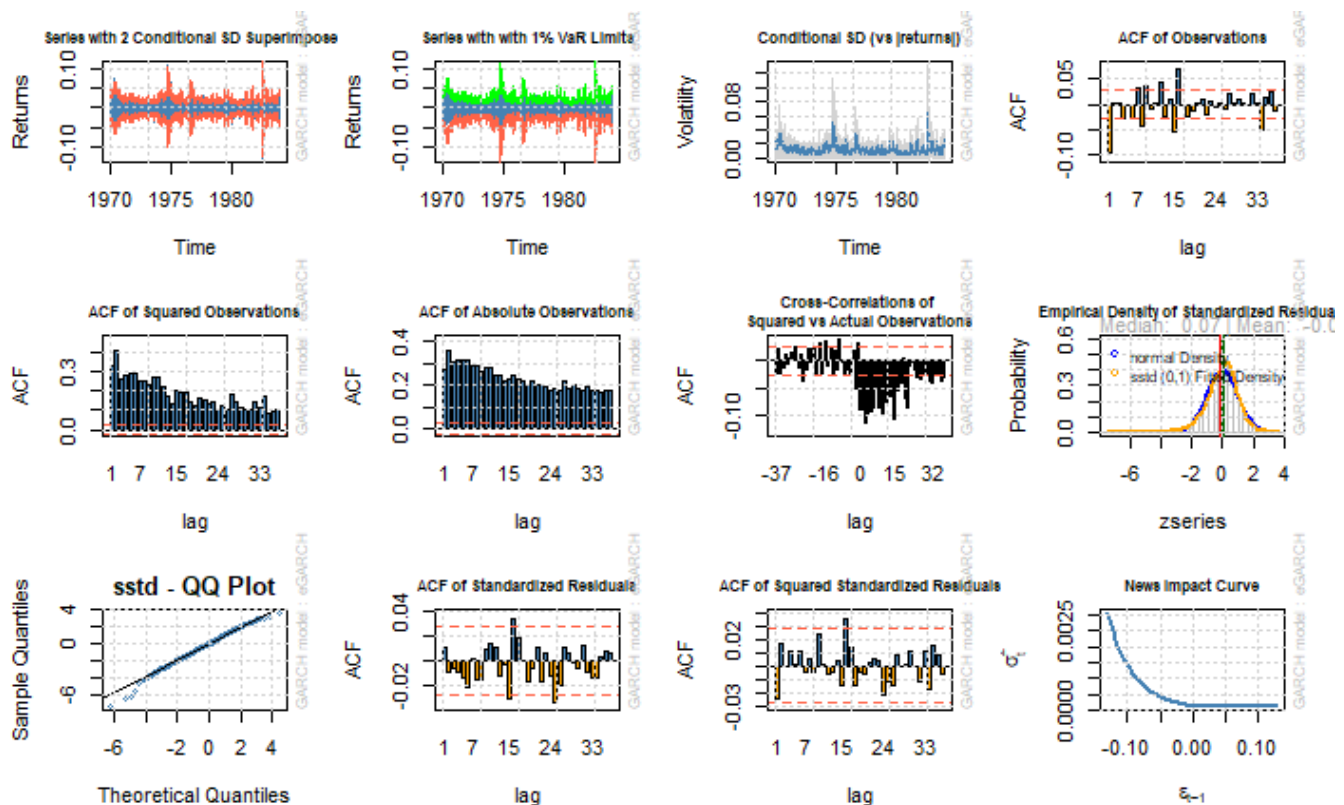 Series with 2 Conditional SD Superimpose
Returns
0.10
-0.10
1970 1975 1980
Time
GARCH model : eGARCH
Series with with 1% VaR Limits
Returns
0.10
-0.10
1970 1975 1980
Time
GARCH model : eGARCH
Conditional SD (vs |returns|)
Volatility
0.08
0.00
1970 1975 1980
Time
GARCH model : eGAR
ACF of Observations
ACF
0.05
-0.10
1 7 15 24 33
lag
GARCH model : eGAR
ACF of Squared Observations
ACF
0.3
0.0
1 7 15 24 33
lag
GARCH model : eGARCH
ACF of Absolute Observations
ACF
0.4
0.2
0.0
1 7 15 24 33
lag
GARCH model : eGARCH
Cross-Correlations of
Squared vs Actual Observations
ACF
-0.10
-37 -16 0 15 32
lag
GARCH model : eGARCH
Empirical Density of Standardized Residua
Median: 0.07 | Mean: -0.0
Probability
0.6
0.3
0.0
normal Density
sstd (0,1) Fitted Density
-6 -2 0 2 4
zseries
GARCH model : eGARCH
sstd - QQ Plot
Sample Quantiles
4
0
-6
-6 -2 0 2 4
Theoretical Quantiles
GARCH model : eGARCH
ACF of Standardized Residuals
ACF
0.04
-0.02
1 7 15 24 33
lag
GARCH model : eGARCH
ACF of Squared Standardized Residuals
ACF
0.02
-0.03
1 7 15 24 33
lag
GARCH model : eGARCH
News Impact Curve
0.0025
0.0000
-0.10 0.00 0.10
εt−1
GARCH model : eGARCH